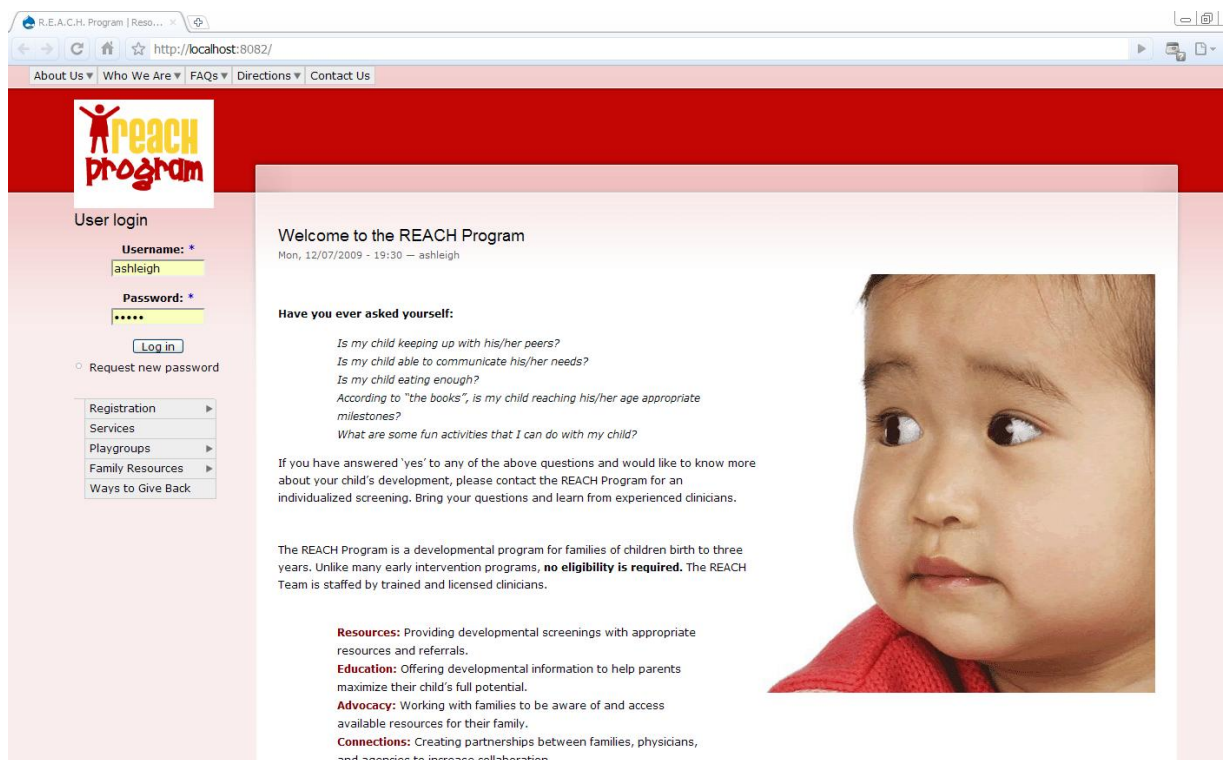 R.E.A.C.H. Program | Reso...
http://localhost:8082/
About Us Who We Are FAQs Directions Contact Us
reach
program
User login
Username: *
ashleigh
Password: *
•••••
Log in
Request new password
Registration
Services
Playgroups
Family Resources
Ways to Give Back
Welcome to the REACH Program
Mon, 12/07/2009 - 19:30 — ashleigh
Have you ever asked yourself:
Is my child keeping up with his/her peers?
Is my child able to communicate his/her needs?
Is my child eating enough?
According to "the books", is my child reaching his/her age appropriate
milestones?
What are some fun activities that I can do with my child?
If you have answered 'yes' to any of the above questions and would like to know more
about your child's development, please contact the REACH Program for an
individualized screening. Bring your questions and learn from experienced clinicians.
The REACH Program is a developmental program for families of children birth to three
years. Unlike many early intervention programs, no eligibility is required. The REACH
Team is staffed by trained and licensed clinicians.
Resources: Providing developmental screenings with appropriate
resources and referrals.
Education: Offering developmental information to help parents
maximize their child's full potential.
Advocacy: Working with families to be aware of and access
available resources for their family.
Connections: Creating partnerships between families, physicians,
and agencies to increase collaboration.